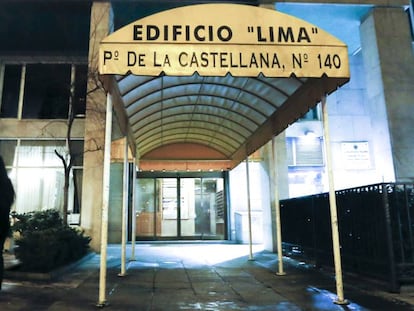 EDIFICIO "LIMA"
Pº DE LA CASTELLANA, Nº 140